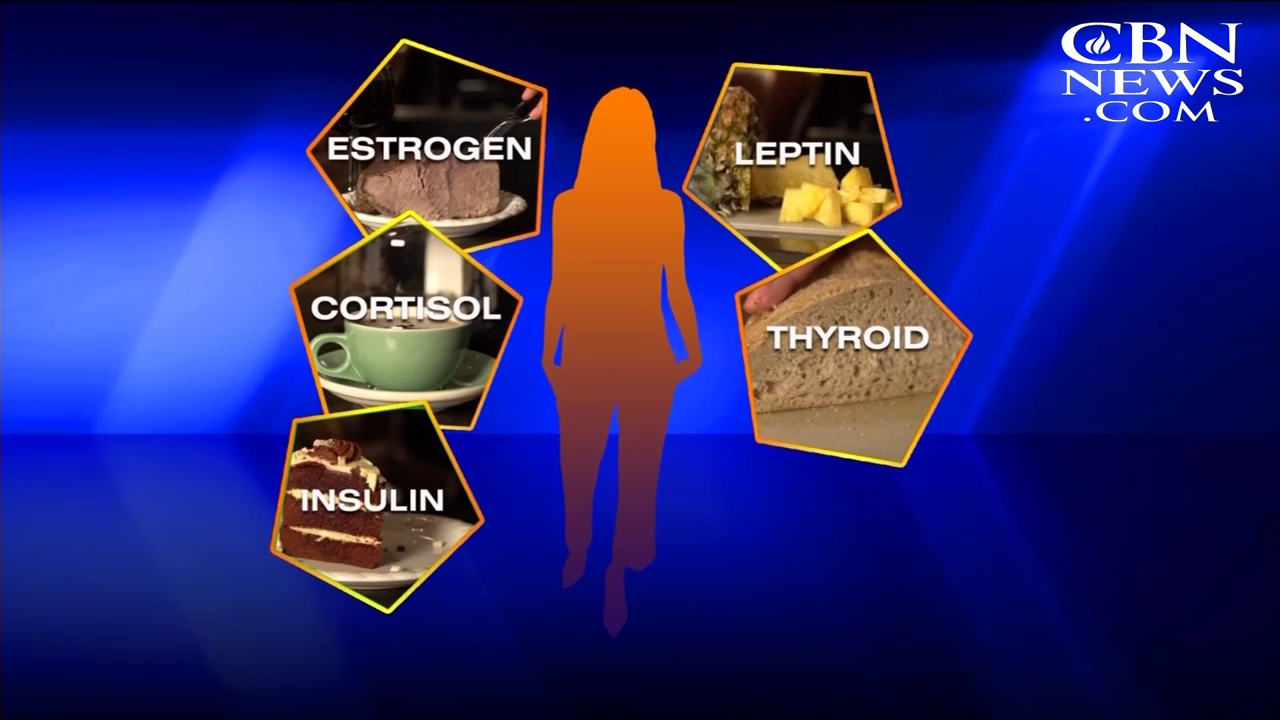 CBN
NEWS
.COM
ESTROGEN
LEPTIN
CORTISOL
THYROID
INSULIN